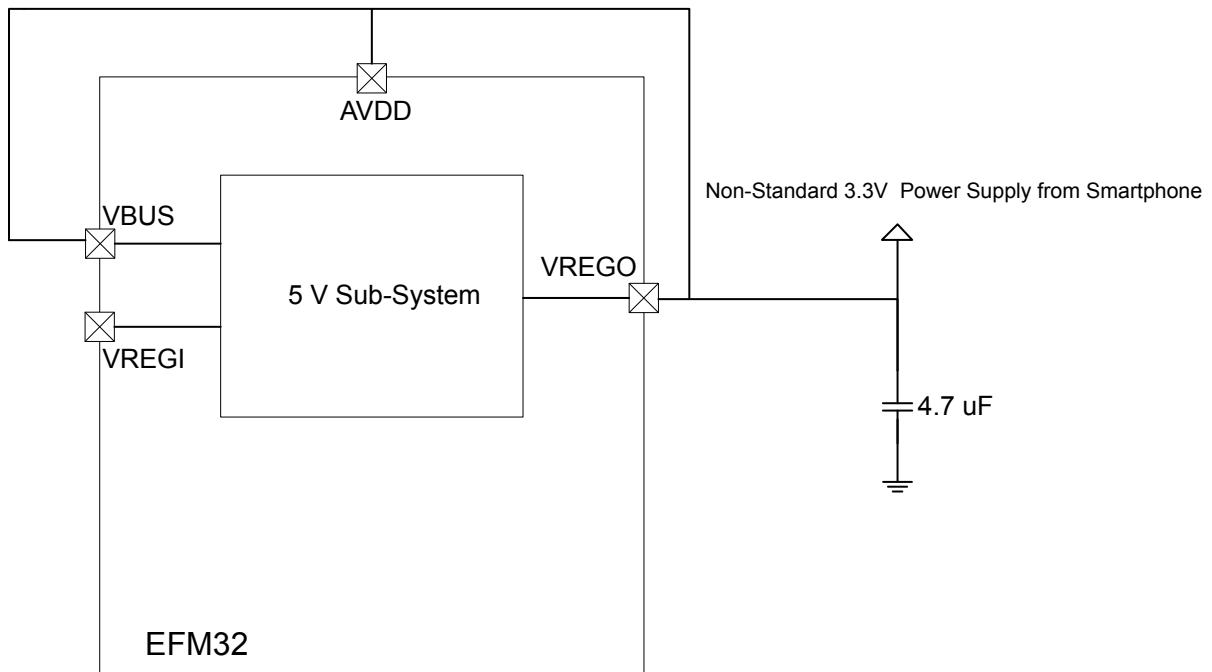 AVDD
Non-Standard 3.3V Power Supply from Smartphone
VBUS
VREGO
5 V Sub-System
VREGI
4.7 uF
EFM32